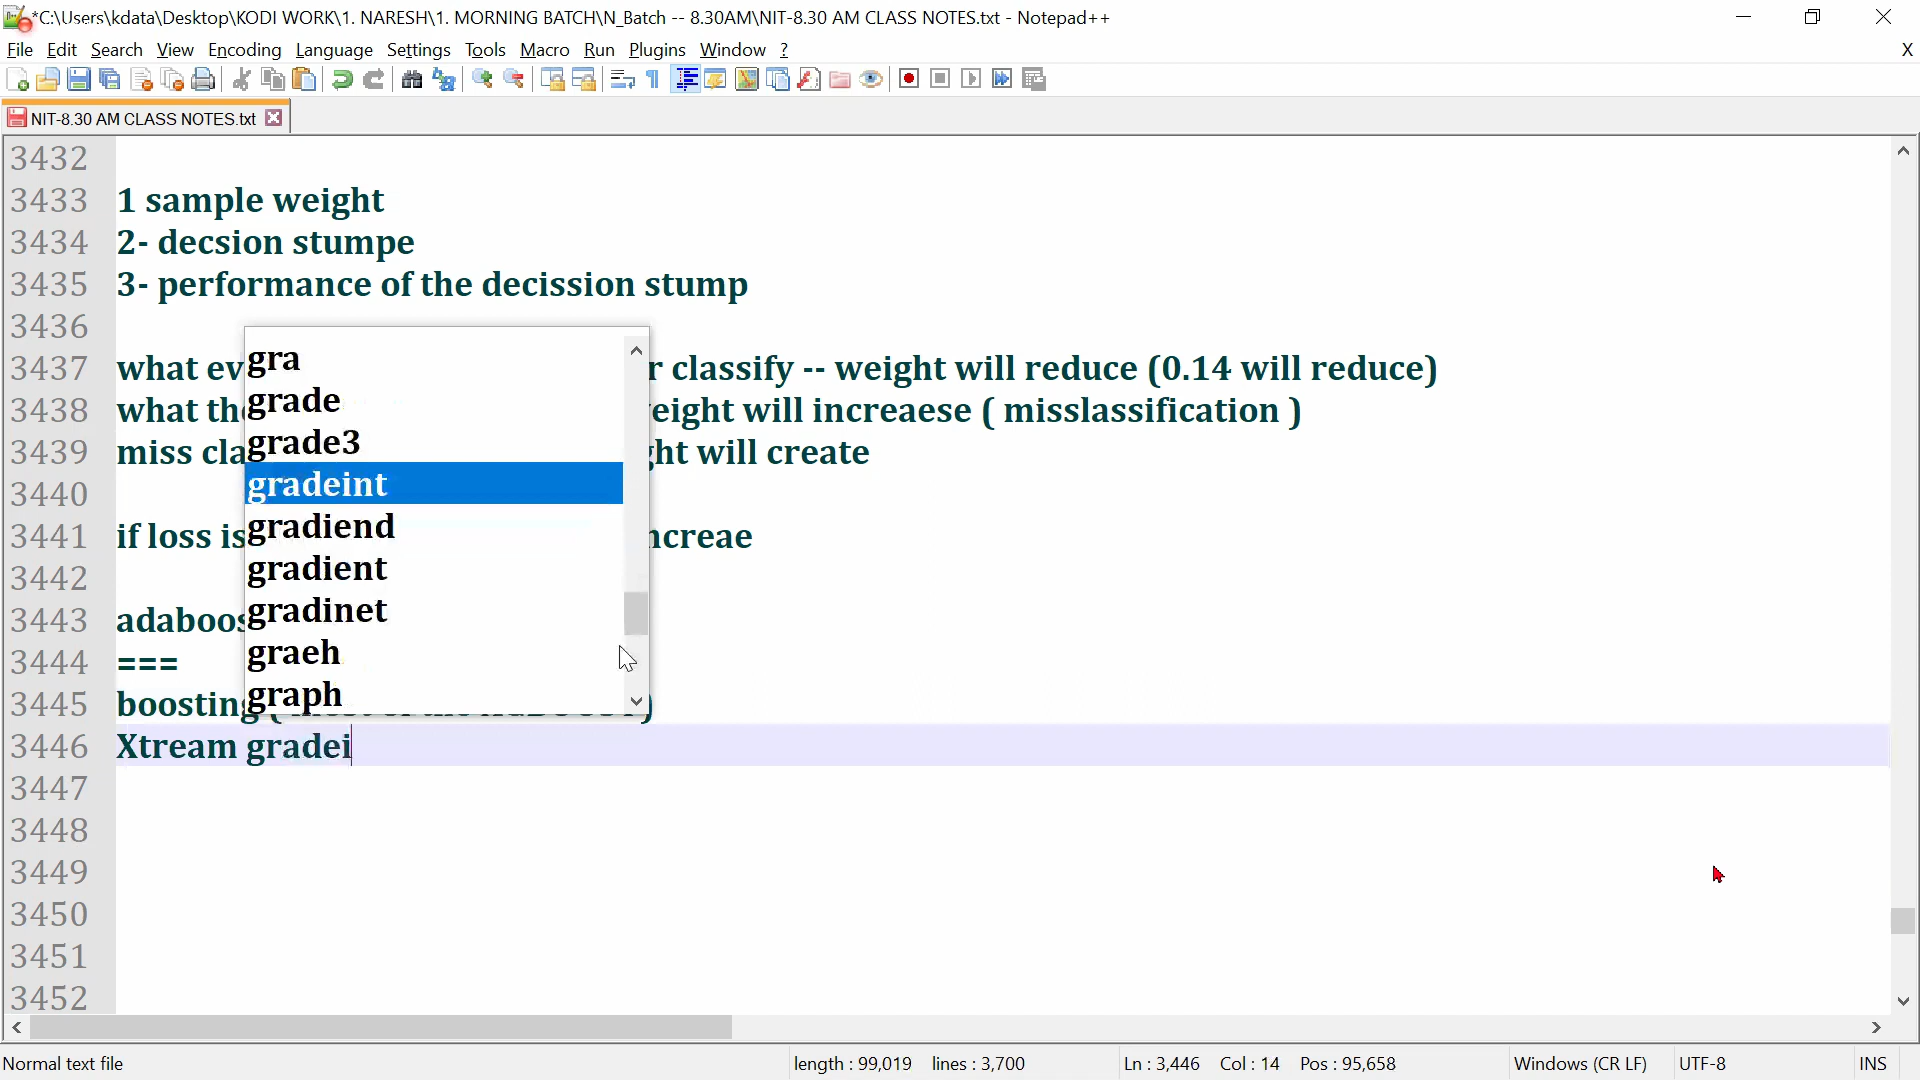 *C:\Users\kdata\Desktop\KODI WORK\1. NARESH\1. MORNING BATCH\N_Batch -- 8.30AM\NIT-8.30 AM CLASS NOTES.txt - Notepad++
File Edit Search View Encoding Language Settings Tools Macro Run Plugins Window ? X
NIT-8.30 AM CLASS NOTES.txt
3432
3433 1 sample weight
3434 2- decsion stumpe
3435 3- performance of the decission stump
3436
gra
3437 what ev r classify -- weight will reduce (0.14 will reduce)
grade
3438 what the eight will increaese ( misslassification )
grade3
3439 miss cla ght will create
gradeint
3440
gradiend
3441 if loss is ncreae
gradient
3442
gradinet
3443 adaboos
graeh
3444 ===
graph
3445 boosting ( most of the ADBOOST)
3446 Xtream gradei
3447
3448
3449
3450
3451
3452
Normal text file length : 99,019 lines : 3,700 Ln : 3,446 Col : 14 Pos : 95,658 Windows (CR LF) UTF-8 INS